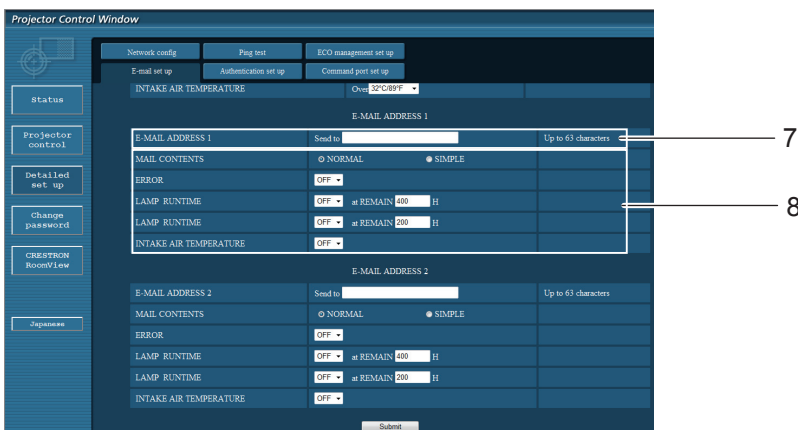 Projector Control Window
Network config Ping test ECO management set up
E-mail set up Authentication set up Command port set up
Status
Projector control
Detailed set up
Change password
CRESTRON RoomView
Japanese
INTAKE AIR TEMPERATURE Over 32°C/89°F
E-MAIL ADDRESS 1
E-MAIL ADDRESS 1 Send to Up to 63 characters 7
MAIL CONTENTS NORMAL SIMPLE
ERROR OFF
LAMP RUNTIME OFF at REMAIN 400 H 8
LAMP RUNTIME OFF at REMAIN 200 H
INTAKE AIR TEMPERATURE OFF
E-MAIL ADDRESS 2
E-MAIL ADDRESS 2 Send to Up to 63 characters
MAIL CONTENTS NORMAL SIMPLE
ERROR OFF
LAMP RUNTIME OFF at REMAIN 400 H
LAMP RUNTIME OFF at REMAIN 200 H
INTAKE AIR TEMPERATURE OFF
Submit